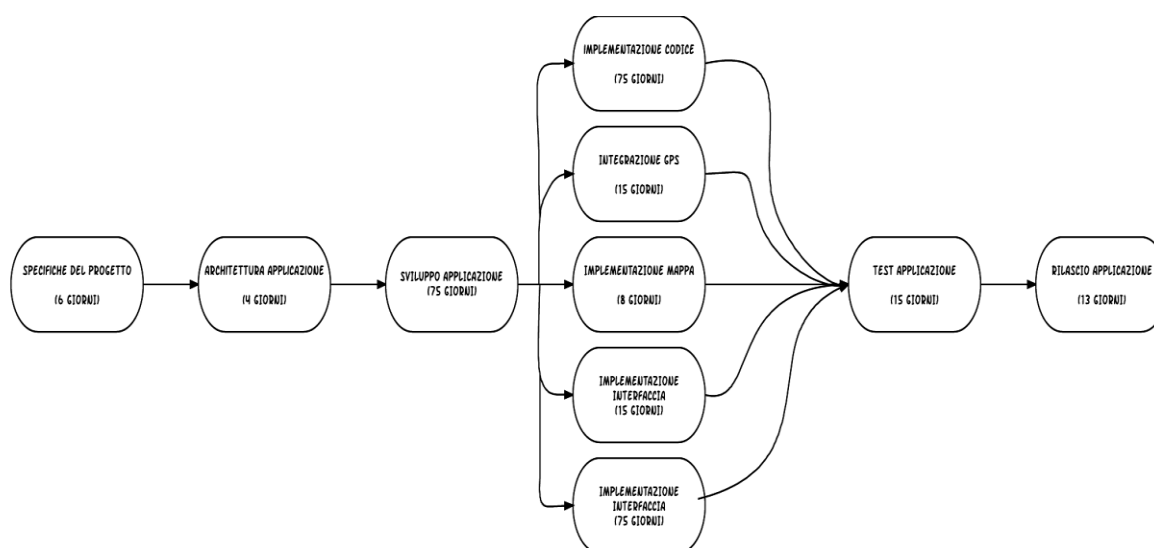 SPECIFICHE DEL PROGETTO
(6 GIORNI)
ARCHITETTURA APPLICAZIONE
(4 GIORNI)
SVILUPPO APPLICAZIONE
(75 GIORNI)
IMPLEMENTAZIONE CODICE
(75 GIORNI)
INTEGRAZIONE GPS
(15 GIORNI)
IMPLEMENTAZIONE MAPPA
(8 GIORNI)
IMPLEMENTAZIONE
INTERFACCIA
(15 GIORNI)
IMPLEMENTAZIONE
INTERFACCIA
(75 GIORNI)
TEST APPLICAZIONE
(15 GIORNI)
RILASCIO APPLICAZIONE
(13 GIORNI)